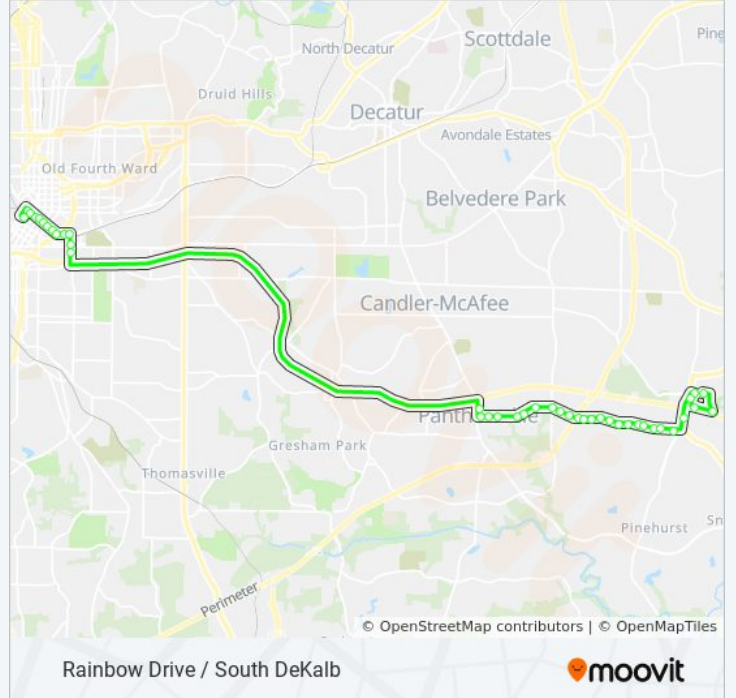 Scottdale
Pine
North Decatur
Druid Hills
Decatur
Avondale Estates
Old Fourth Ward
Belvedere Park
Candler-McAfee
Gresham Park
Thomasville
Pinehurst
Sn
Perimeter
© OpenStreetMap contributors | © OpenMapTiles
Rainbow Drive / South DeKalb
moovit